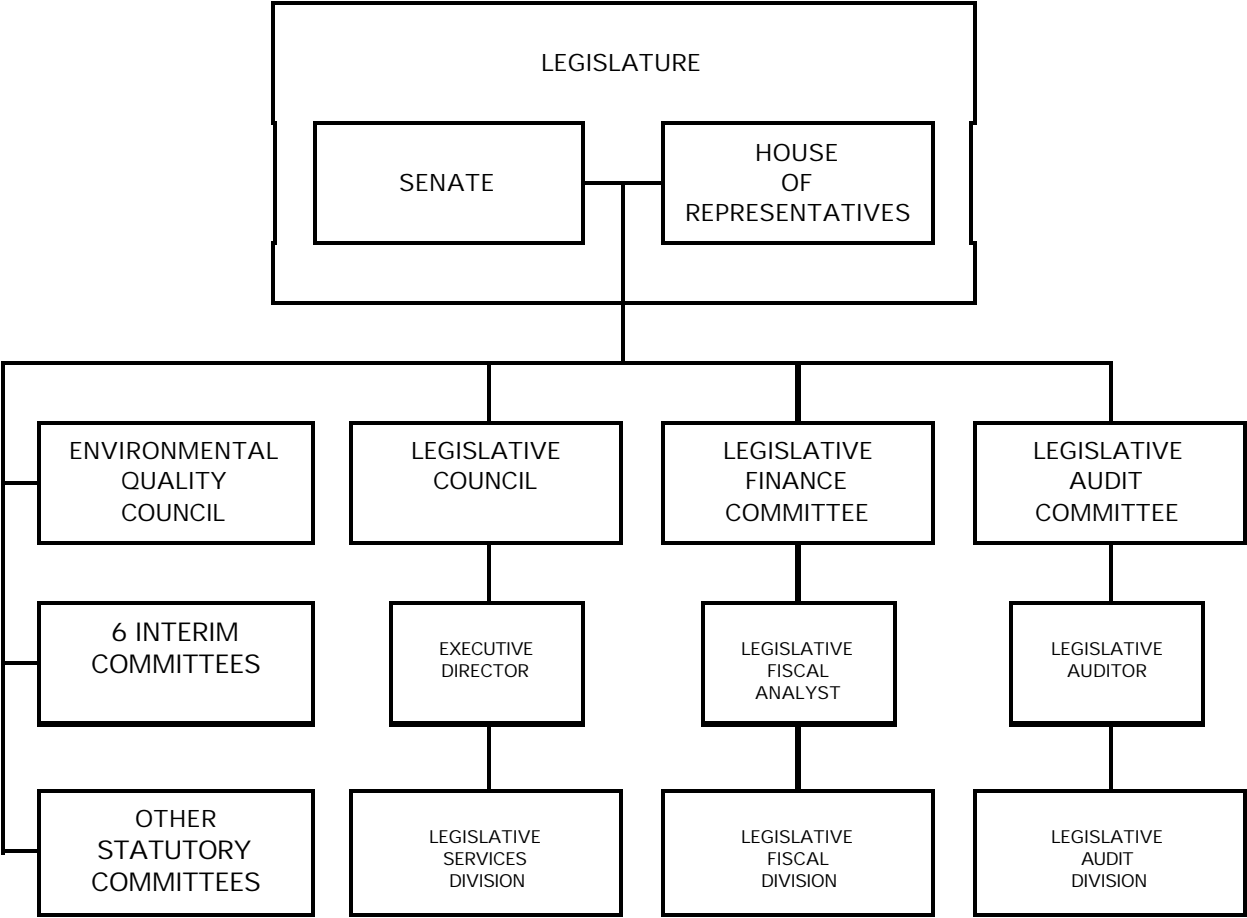 LEGISLATURE
SENATE
HOUSE
OF
REPRESENTATIVES
ENVIRONMENTAL
QUALITY
COUNCIL
LEGISLATIVE
COUNCIL
LEGISLATIVE
FINANCE
COMMITTEE
LEGISLATIVE
AUDIT
COMMITTEE
6 INTERIM
COMMITTEES
EXECUTIVE
DIRECTOR
LEGISLATIVE
FISCAL
ANALYST
LEGISLATIVE
AUDITOR
OTHER
STATUTORY
COMMITTEES
LEGISLATIVE
SERVICES
DIVISION
LEGISLATIVE
FISCAL
DIVISION
LEGISLATIVE
AUDIT
DIVISION